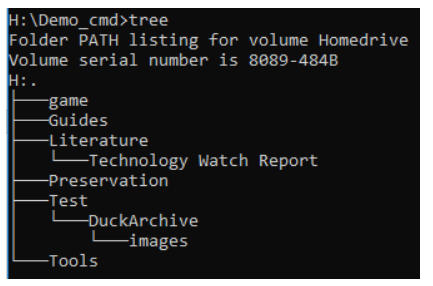 H:\Demo_cmd>tree
Folder PATH listing for volume Homedrive
Volume serial number is 8089-484B
H:.
├───game
├───Guides
├───Literature
│   └───Technology Watch Report
├───Preservation
├───Test
│   └───DuckArchive
│       └───images
└───Tools